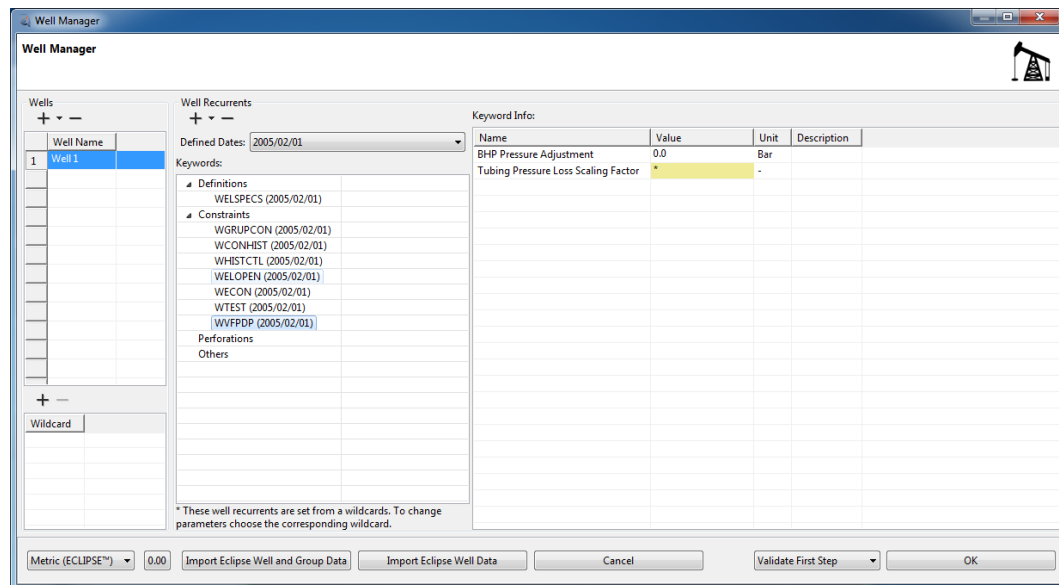 Well Manager
Well Manager
Wells
Well Name
1 Well 1
Wildcard
Well Recurrents
Defined Dates: 2005/02/01
Keywords:
Definitions
WELSPECS (2005/02/01)
Constraints
WGRUPCON (2005/02/01)
WCONHIST (2005/02/01)
WHISTCTL (2005/02/01)
WELOPEN (2005/02/01)
WECON (2005/02/01)
WTEST (2005/02/01)
WVFPDP (2005/02/01)
Perforations
Others
* These well recurrents are set from a wildcards. To change
parameters choose the corresponding wildcard.
Keyword Info:
Name Value Unit Description
BHP Pressure Adjustment 0.0 Bar
Tubing Pressure Loss Scaling Factor * -
Metric (ECLIPSE™) 0.00 Import Eclipse Well and Group Data Import Eclipse Well Data Cancel Validate First Step OK